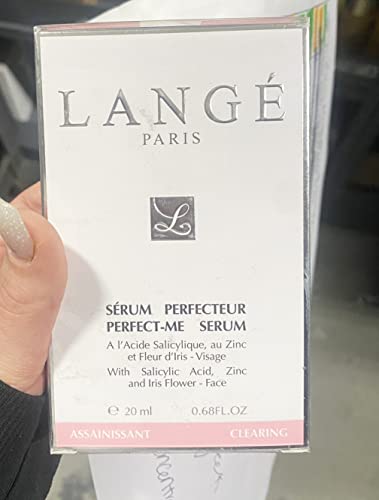 LANGÉ
PARIS
L
SÉRUM PERFECTEUR
PERFECT-ME SERUM
A l'Acide Salicylique, au Zinc
et Fleur d'Iris - Visage
With Salicylic Acid, Zinc
and Iris Flower - Face
℮ 20 ml 0.68FL.OZ
ASSAINISSANT CLEARING